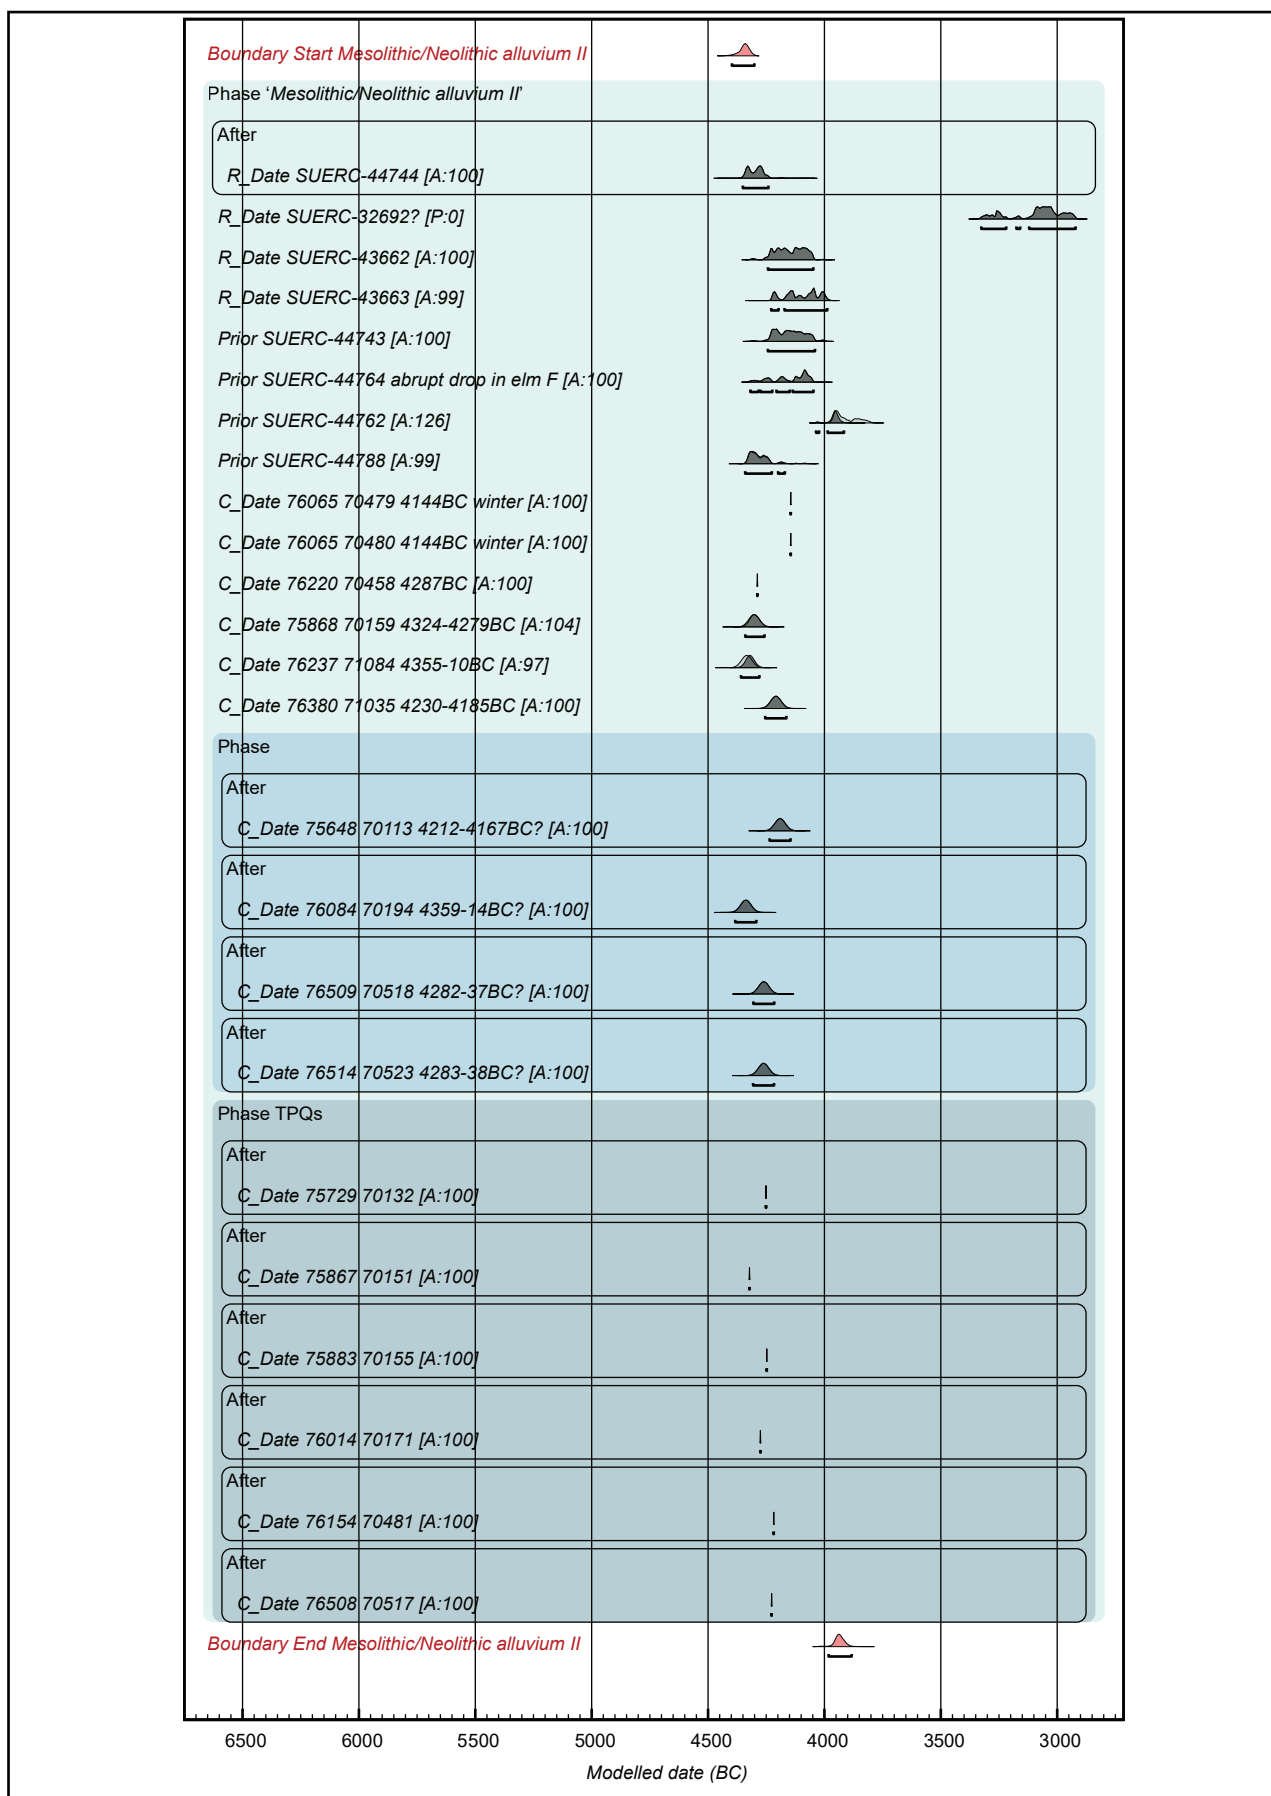 Boundary Start Mesolithic/Neolithic alluvium II
Phase ‘Mesolithic/Neolithic alluvium II’
After
R_Date SUERC-44744 [A:100]
R_Date SUERC-32692? [P:0]
R_Date SUERC-43662 [A:100]
R_Date SUERC-43663 [A:99]
Prior SUERC-44743 [A:100]
Prior SUERC-44764 abrupt drop in elm F [A:100]
Prior SUERC-44762 [A:126]
Prior SUERC-44788 [A:99]
C_Date 76065 70479 4144BC winter [A:100]
C_Date 76065 70480 4144BC winter [A:100]
C_Date 76220 70458 4287BC [A:100]
C_Date 75868 70159 4324-4279BC [A:104]
C_Date 76237 71084 4355-10BC [A:97]
C_Date 76380 71035 4230-4185BC [A:100]
Phase
After
C_Date 75648 70113 4212-4167BC? [A:100]
After
C_Date 76084 70194 4359-14BC? [A:100]
After
C_Date 76509 70518 4282-37BC? [A:100]
After
C_Date 76514 70523 4283-38BC? [A:100]
Phase TPQs
After
C_Date 75729 70132 [A:100]
After
C_Date 75867 70151 [A:100]
After
C_Date 75883 70155 [A:100]
After
C_Date 76014 70171 [A:100]
After
C_Date 76154 70481 [A:100]
After
C_Date 76508 70517 [A:100]
Boundary End Mesolithic/Neolithic alluvium II
6500 6000 5500 5000 4500 4000 3500 3000
Modelled date (BC)